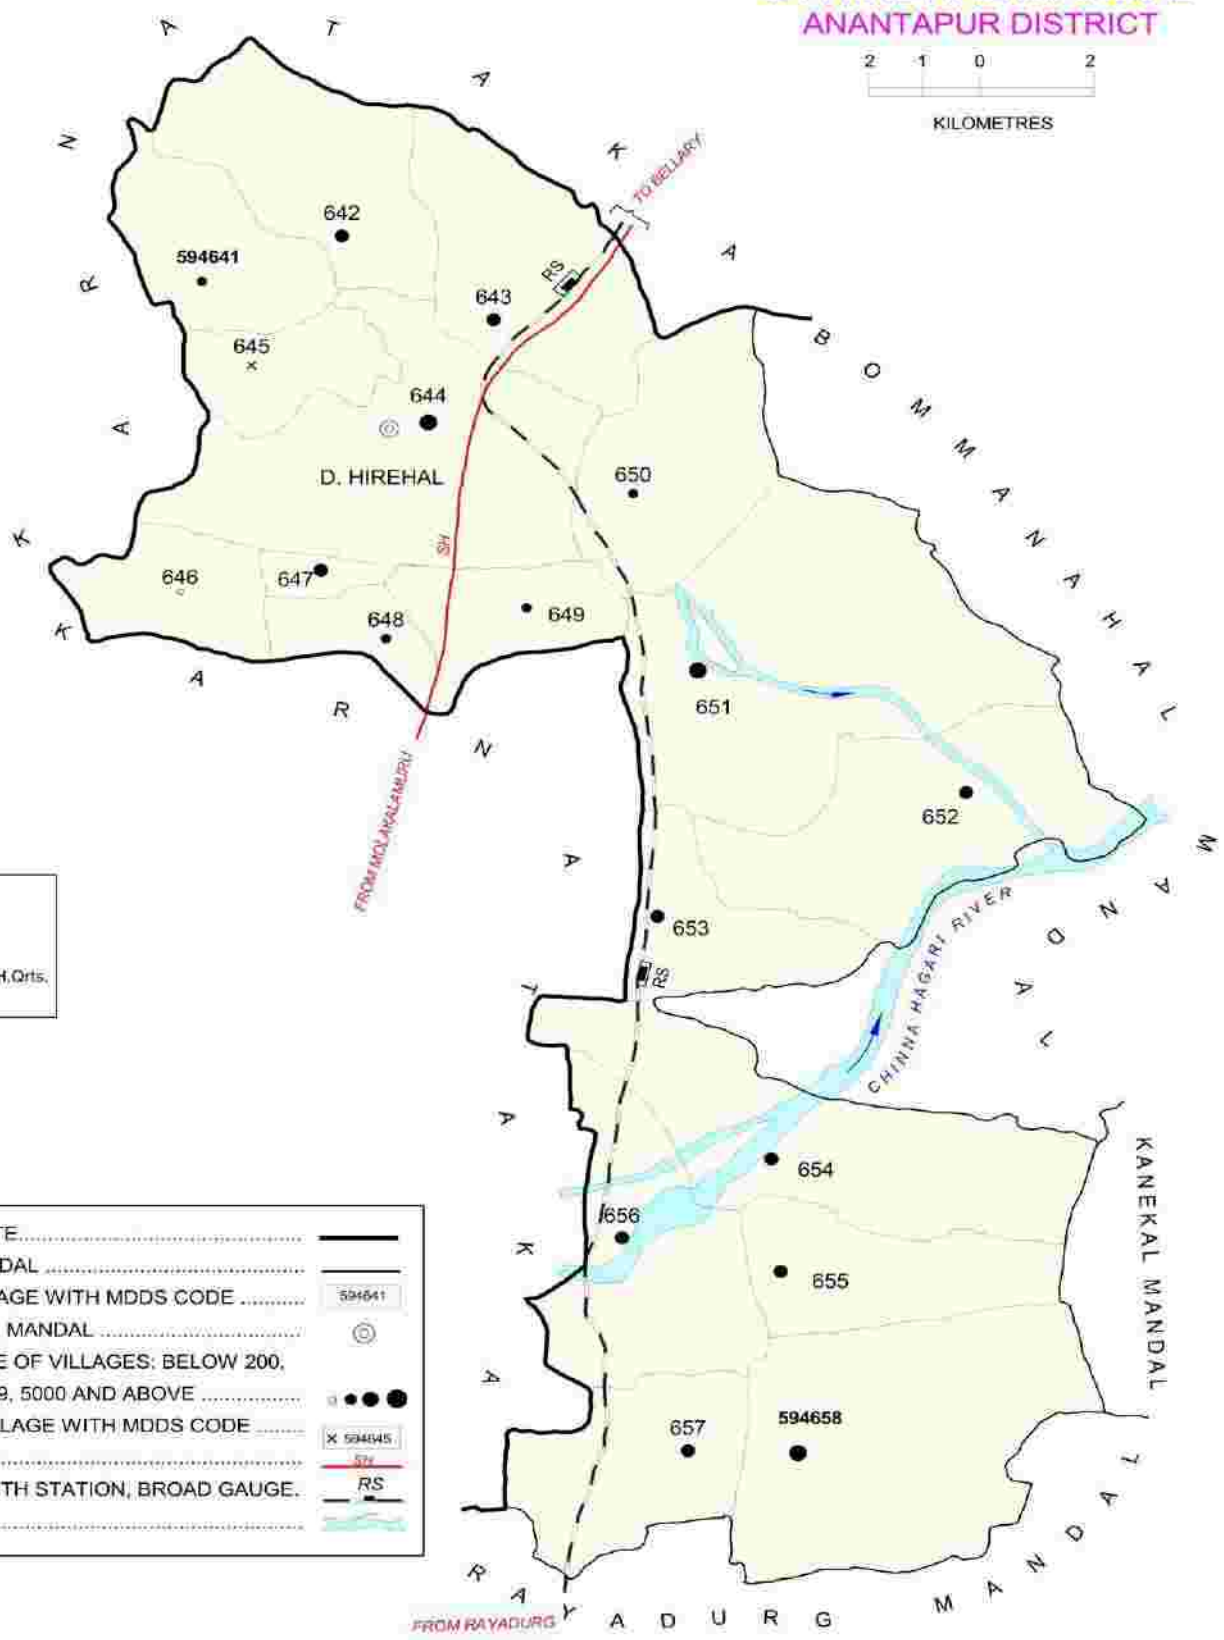 ANANTAPUR DISTRICT
2 1 0 2
KILOMETRES
KARNATAKA
TO BELLARY
642
594641
RS
643
645
644
D. HIREHAL
650
SH
646
647
648
649
651
652
653
RS
654
656
655
657
594658
KARNATAKA
BOMMANAHAL MANDAL
FROM MOLAKALAMURU
CHINNA HAGARI RIVER
KANEKAL MANDAL
RAYADURG MANDAL
FROM RAYADURG
H.Qrts.
TE
DAL
AGE WITH MDDS CODE 594641
MANDAL
E OF VILLAGES: BELOW 200,
9, 5000 AND ABOVE
LAGE WITH MDDS CODE × 594645
SH
TH STATION, BROAD GAUGE. RS